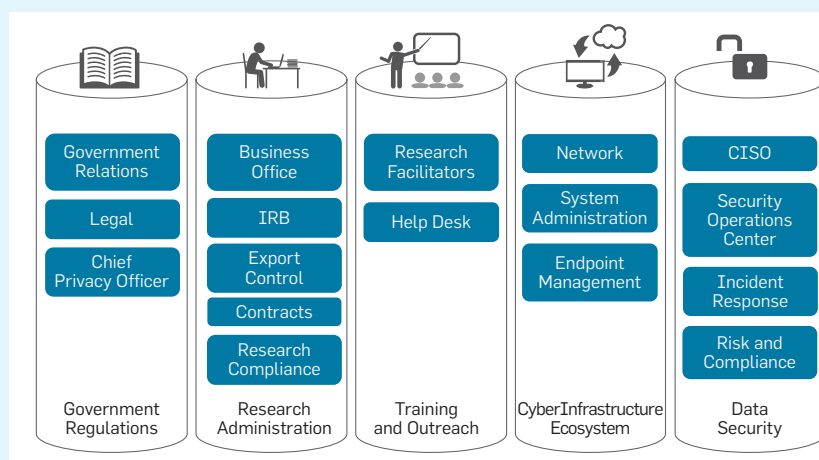 Government
Relations
Legal
Chief
Privacy Officer
Government
Regulations
Business
Office
IRB
Export
Control
Contracts
Research
Compliance
Research
Administration
Research
Facilitators
Help Desk
Training
and Outreach
Network
System
Administration
Endpoint
Management
CyberInfrastructure
Ecosystem
CISO
Security
Operations
Center
Incident
Response
Risk and
Compliance
Data
Security